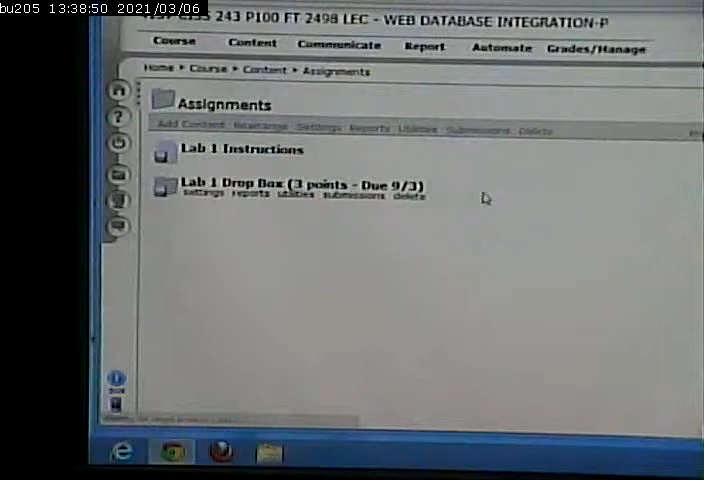 bu205 13:38:50 2021/03/06
243 P100 FT 2498 LEC - WEB DATABASE INTEGRATION-P
Course Content Communicate Report Automate Grades/Manage
Home Course Content Assignments
Assignments
Add Content Rearrange Settings Reports Utilities Submissions Delete
Lab 1 Instructions
Lab 1 Drop Box (3 points - Due 9/3)
settings reports utilities submissions delete